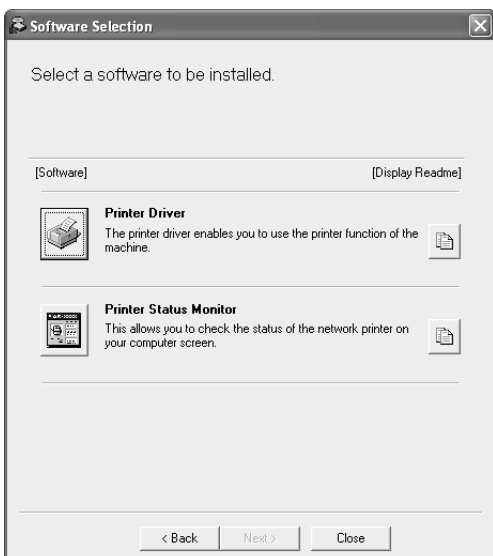 Software Selection
Select a software to be installed.
[Software] [Display Readme]
Printer Driver
The printer driver enables you to use the printer function of the
machine.
Printer Status Monitor
This allows you to check the status of the network printer on
your computer screen.
< Back Next > Close